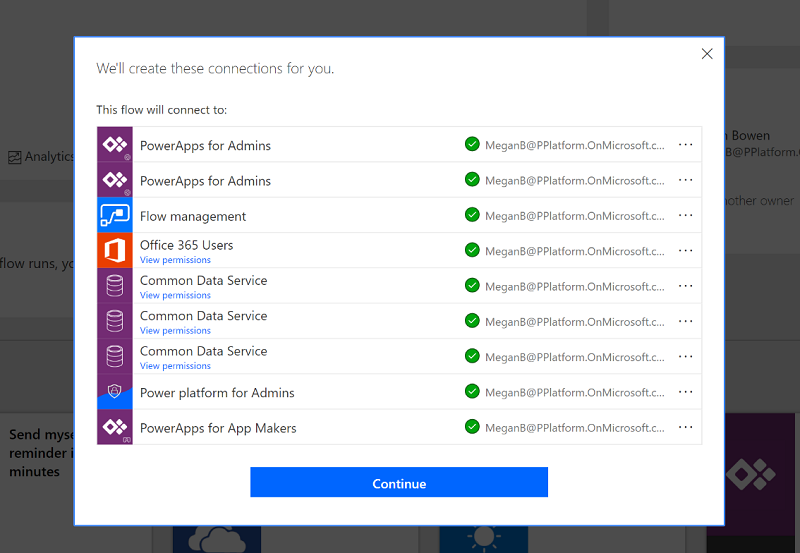 We'll create these connections for you.
This flow will connect to:
PowerApps for Admins
MeganB@PPlatform.OnMicrosoft.c...
PowerApps for Admins
MeganB@PPlatform.OnMicrosoft.c...
Flow management
MeganB@PPlatform.OnMicrosoft.c...
Office 365 Users
View permissions
MeganB@PPlatform.OnMicrosoft.c...
Common Data Service
View permissions
MeganB@PPlatform.OnMicrosoft.c...
Common Data Service
View permissions
MeganB@PPlatform.OnMicrosoft.c...
Common Data Service
View permissions
MeganB@PPlatform.OnMicrosoft.c...
Power platform for Admins
MeganB@PPlatform.OnMicrosoft.c...
PowerApps for App Makers
MeganB@PPlatform.OnMicrosoft.c...
Continue
Analytics
flow runs, yo
Bowen
B@PPlatform.O
nother owner
Send myse
reminder i
minutes